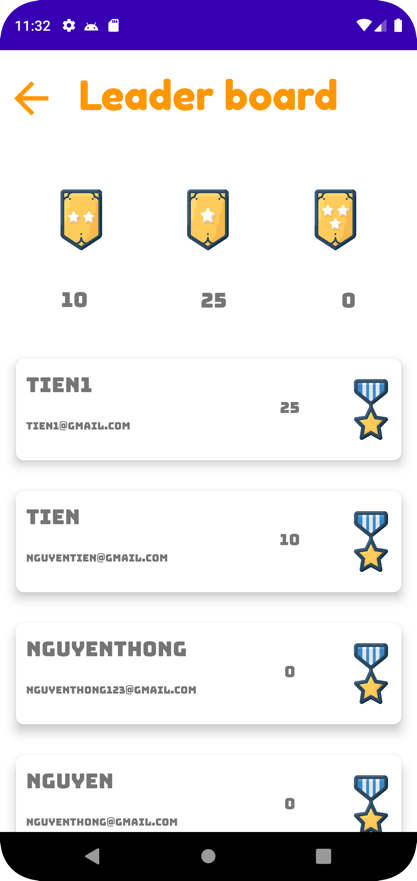 11:32
Leader board
10 25 0
TIEN1
25
TIEN1@GMAIL.COM
TIEN
10
NGUYENTIEN@GMAIL.COM
NGUYENTHONG
0
NGUYENTHONG123@GMAIL.COM
NGUYEN
0
NGUYENTHONG@GMAIL.COM